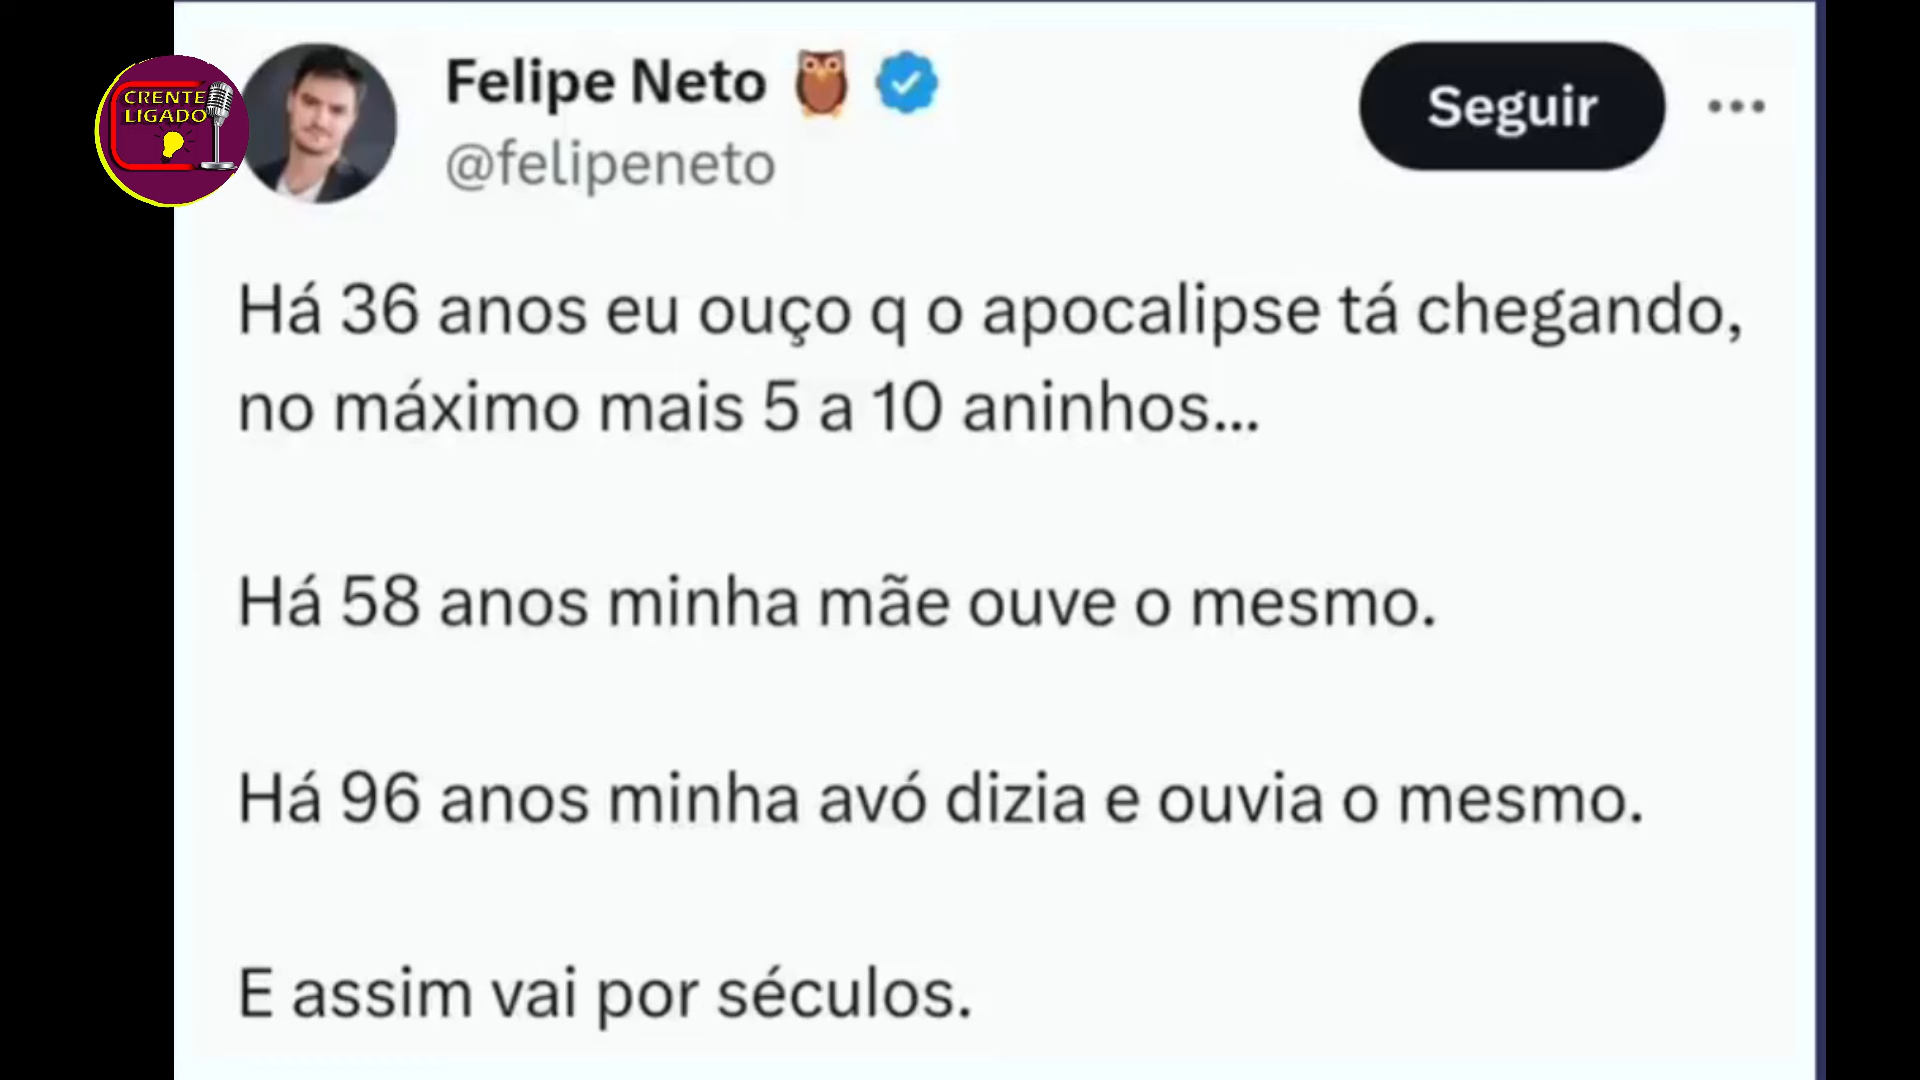 CRENTE
LIGADO
Felipe Neto 🦉
@felipeneto
Seguir
Há 36 anos eu ouço q o apocalipse tá chegando,
no máximo mais 5 a 10 aninhos...
Há 58 anos minha mãe ouve o mesmo.
Há 96 anos minha avó dizia e ouvia o mesmo.
E assim vai por séculos.